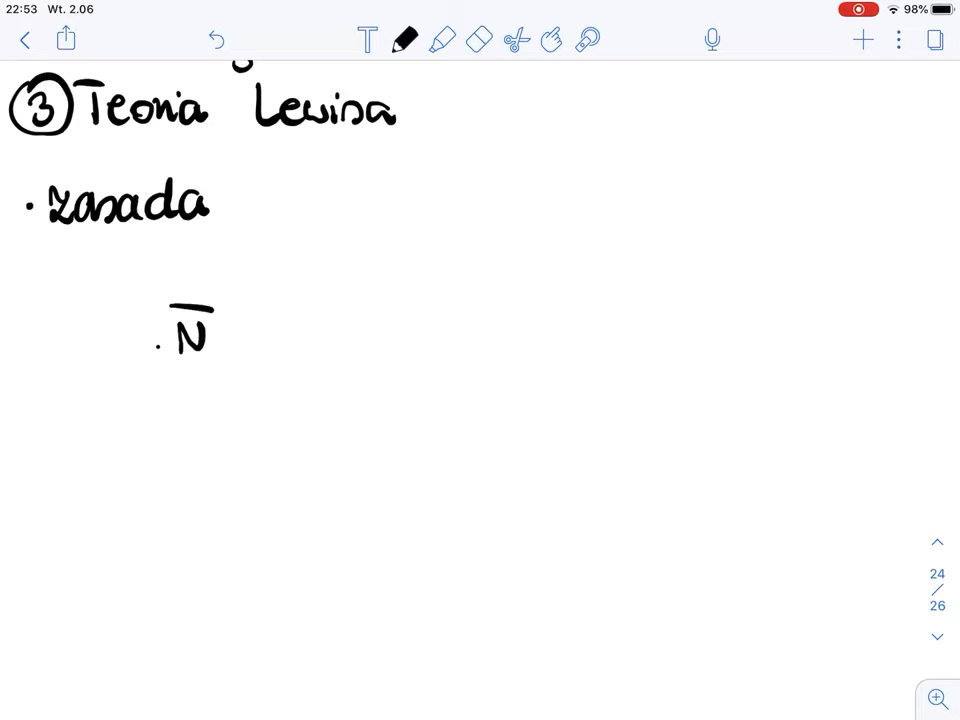 22:53 Wt. 2.06 98%
T
③ Teoria Lewisa
· zasada
. N̅
24
/
26